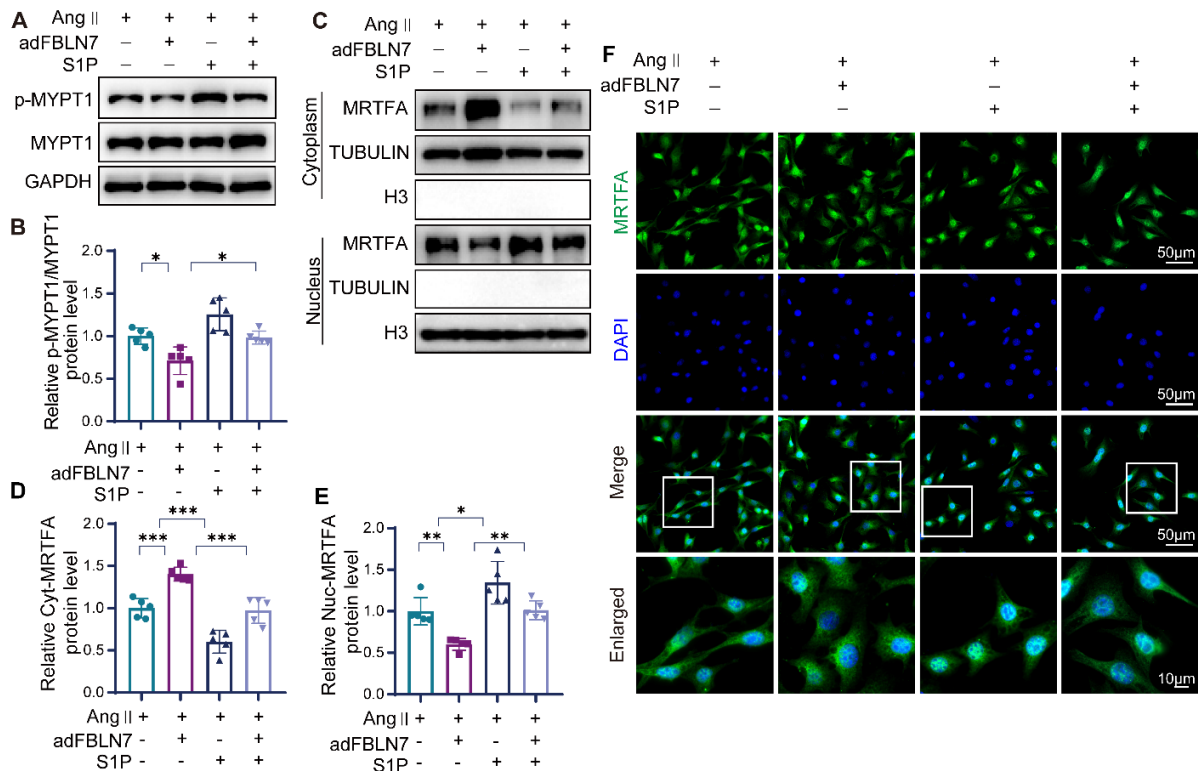 A
Ang Ⅱ + + + +
adFBLN7 – + – +
S1P – – + +
p-MYPT1
MYPT1
GAPDH
B
Relative p-MYPT1/MYPT1
protein level
2.0
1.5
1.0
0.5
0.0
* *
Ang Ⅱ + + + +
adFBLN7 - + - +
S1P - - + +
C
Ang Ⅱ + + + +
adFBLN7 – + – +
S1P – – + +
Cytoplasm
MRTFA
TUBULIN
H3
Nucleus
MRTFA
TUBULIN
H3
D
Relative Cyt-MRTFA
protein level
2.0
1.5
1.0
0.5
0.0
***
*** ***
Ang Ⅱ + + + +
adFBLN7 - + - +
S1P - - + +
E
Relative Nuc-MRTFA
protein level
2.0
1.5
1.0
0.5
0.0
*
** **
Ang Ⅱ + + + +
adFBLN7 - + - +
S1P - - + +
F
Ang Ⅱ + + + +
adFBLN7 – + – +
S1P – – + +
MRTFA
50μm
DAPI
50μm
Merge
50μm
Enlarged
10μm